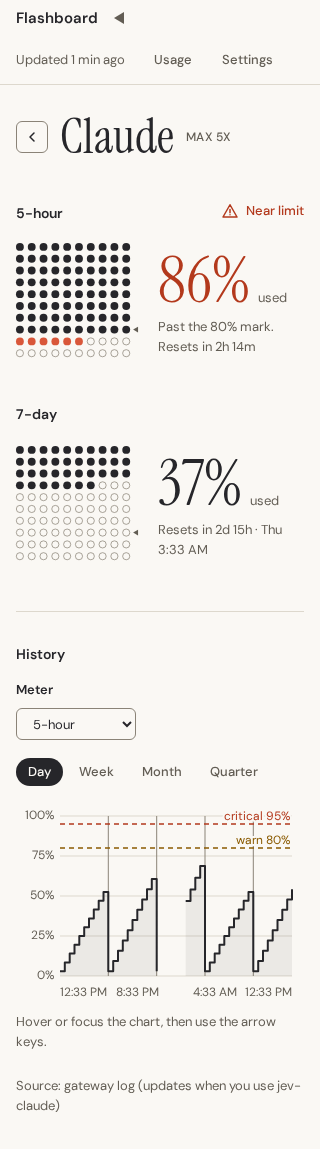 Flashboard
Updated 1 min ago Usage Settings
Claude MAX 5X
5-hour
Near limit
86% used
Past the 80% mark.
Resets in 2h 14m
7-day
37% used
Resets in 2d 15h · Thu
3:33 AM
History
Meter
5-hour
Day Week Month Quarter
100%
critical 95%
warn 80%
75%
50%
25%
0%
12:33 PM 8:33 PM 4:33 AM 12:33 PM
Hover or focus the chart, then use the arrow
keys.
Source: gateway log (updates when you use jev-
claude)